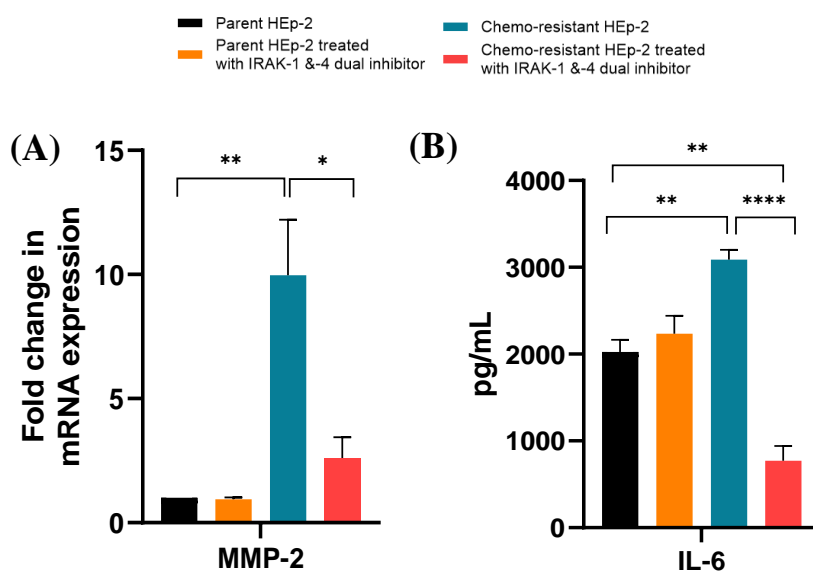 Parent HEp-2
Parent HEp-2 treated
with IRAK-1 &-4 dual inhibitor
Chemo-resistant HEp-2
Chemo-resistant HEp-2 treated
with IRAK-1 &-4 dual inhibitor
(A)
Fold change in
mRNA expression
15
10
5
0
**
*
MMP-2
(B)
pg/mL
4000
3000
2000
1000
0
**
**
****
IL-6